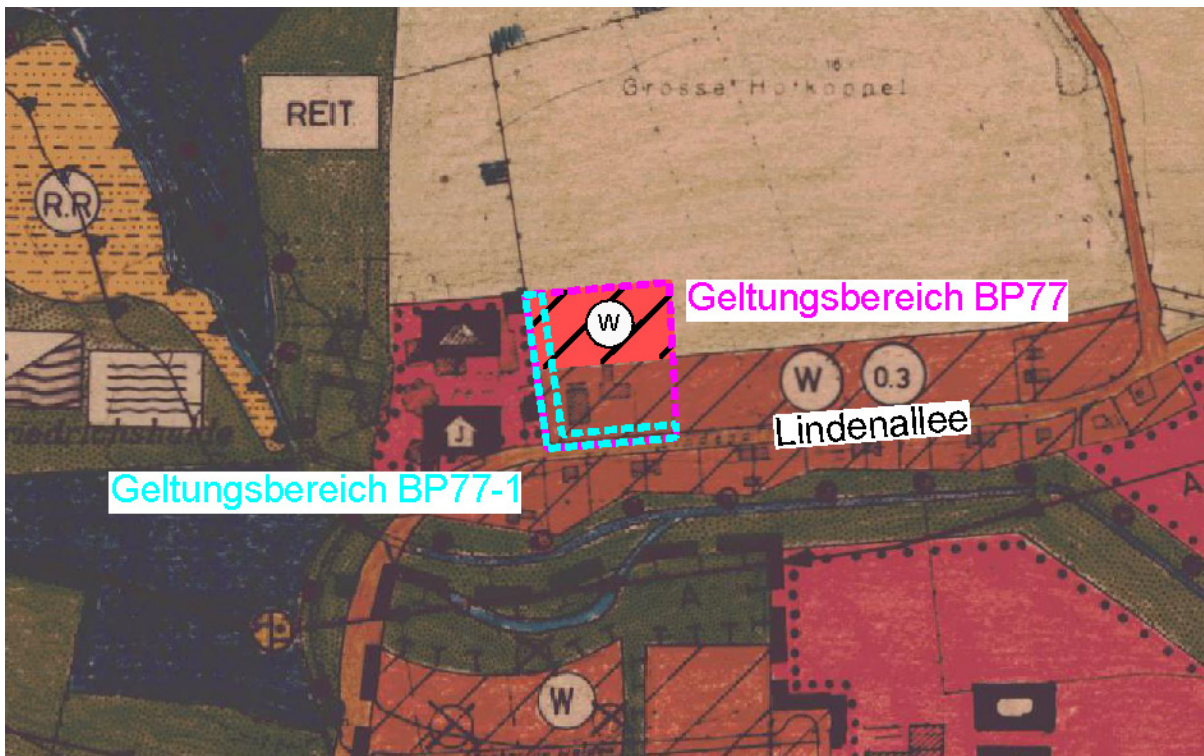 REIT
Grosse Hofkoppel
R.R
W
Geltungsbereich BP77
W
0.3
Lindenallee
J
Geltungsbereich BP77-1
A
A
W